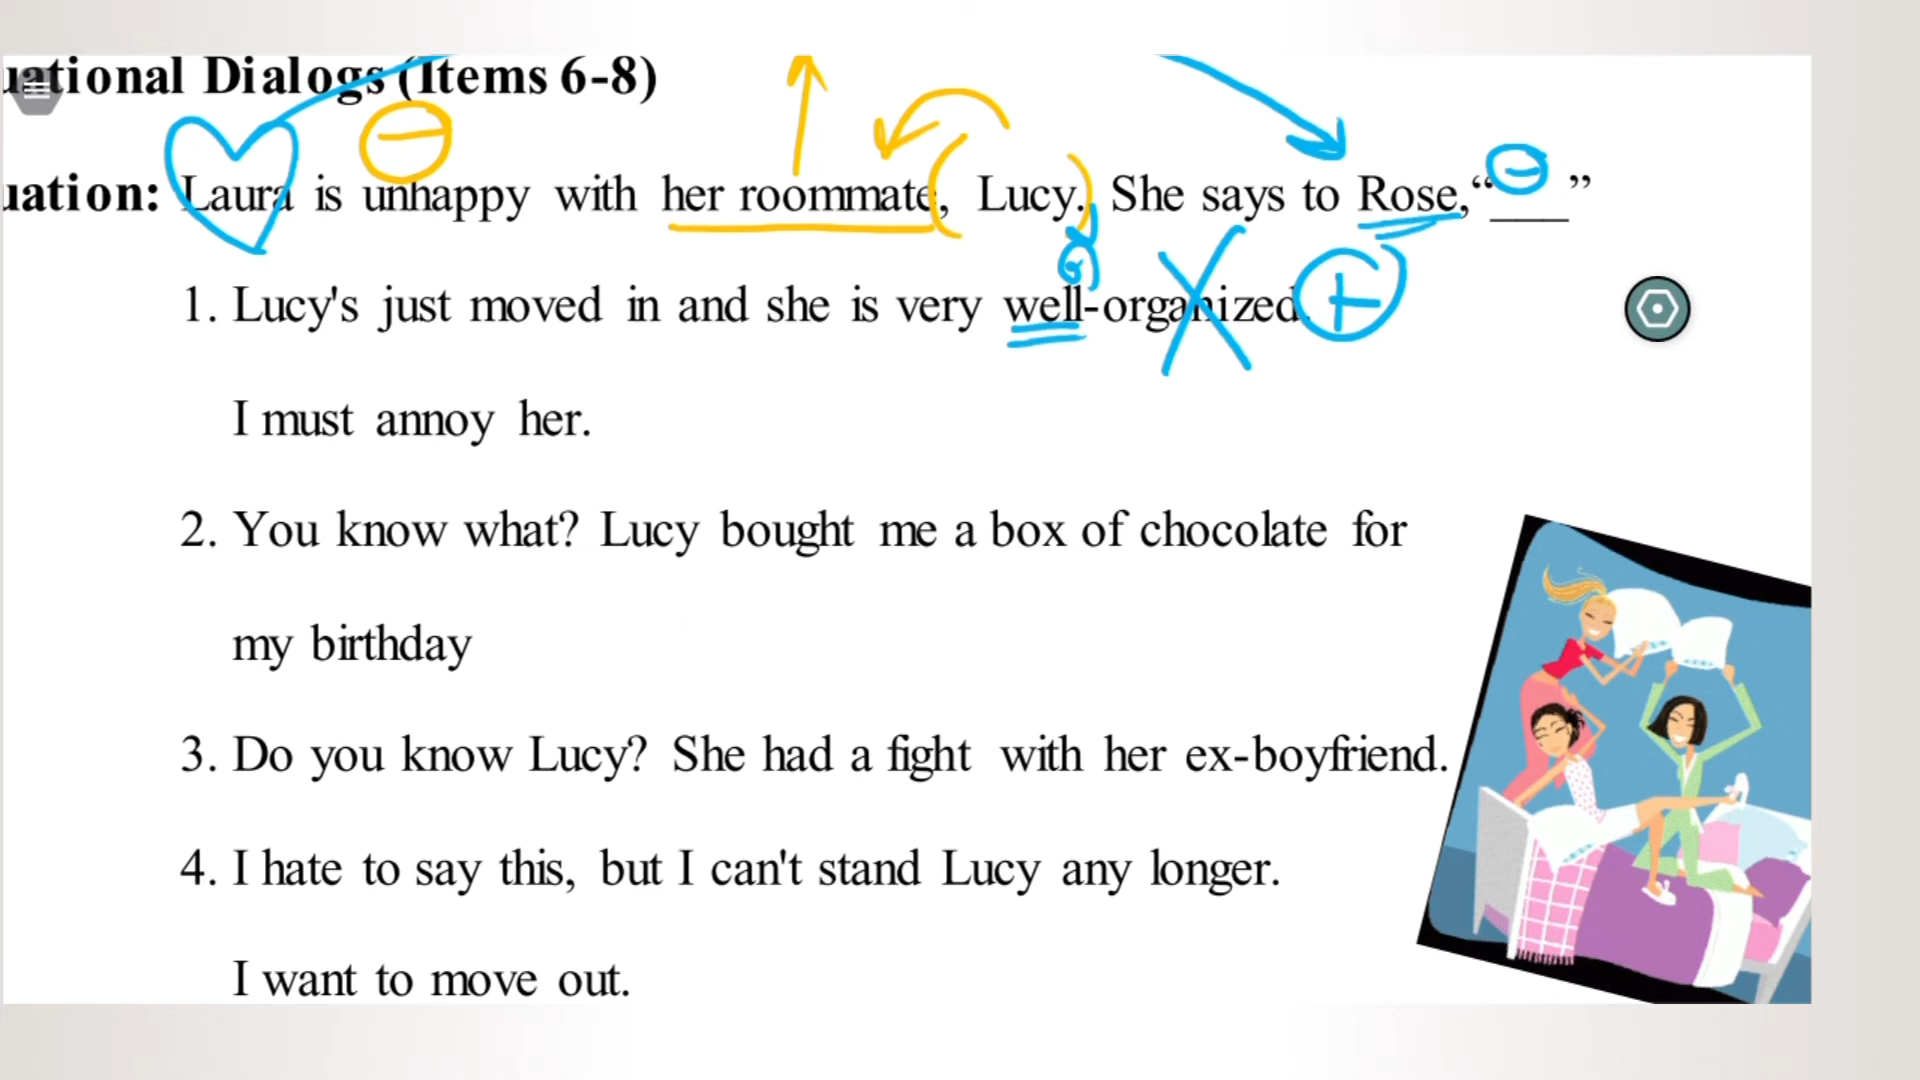 uational Dialogs (Items 6-8)
uation: Laura is unhappy with her roommate, Lucy. She says to Rose,“___”
1. Lucy's just moved in and she is very well-organized.
I must annoy her.
2. You know what? Lucy bought me a box of chocolate for
my birthday
3. Do you know Lucy? She had a fight with her ex-boyfriend.
4. I hate to say this, but I can't stand Lucy any longer.
I want to move out.